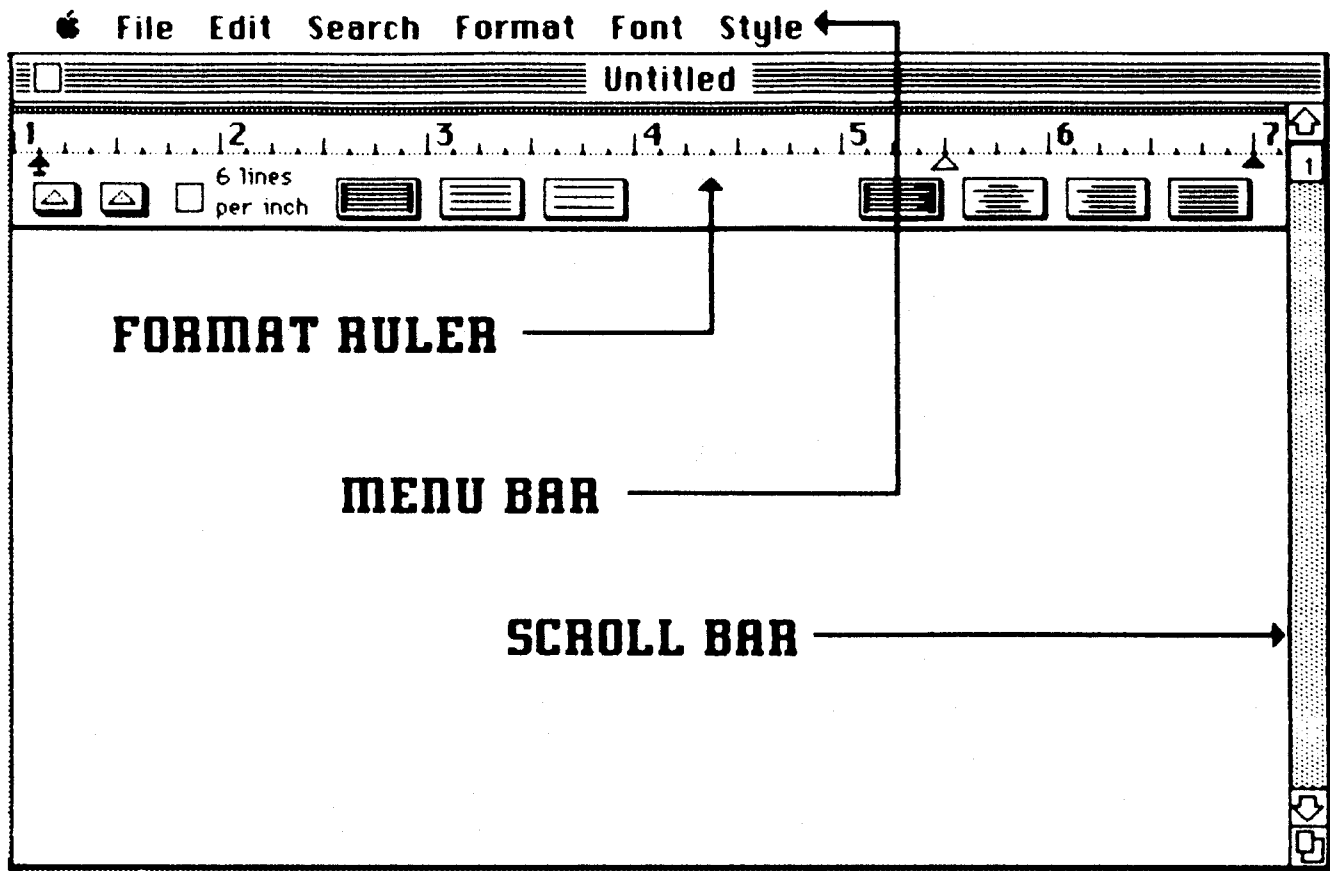 File Edit Search Format Font Style
Untitled
1 2 3 4 5 6 7
1
6 lines
per inch
FORMAT RULER
MENU BAR
SCROLL BAR